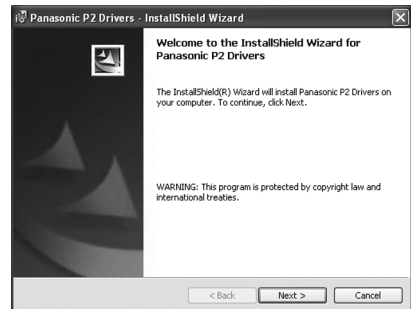 Panasonic P2 Drivers - InstallShield Wizard
Welcome to the InstallShield Wizard for
Panasonic P2 Drivers
The InstallShield(R) Wizard will install Panasonic P2 Drivers on
your computer. To continue, click Next.
WARNING: This program is protected by copyright law and
international treaties.
< Back
Next >
Cancel